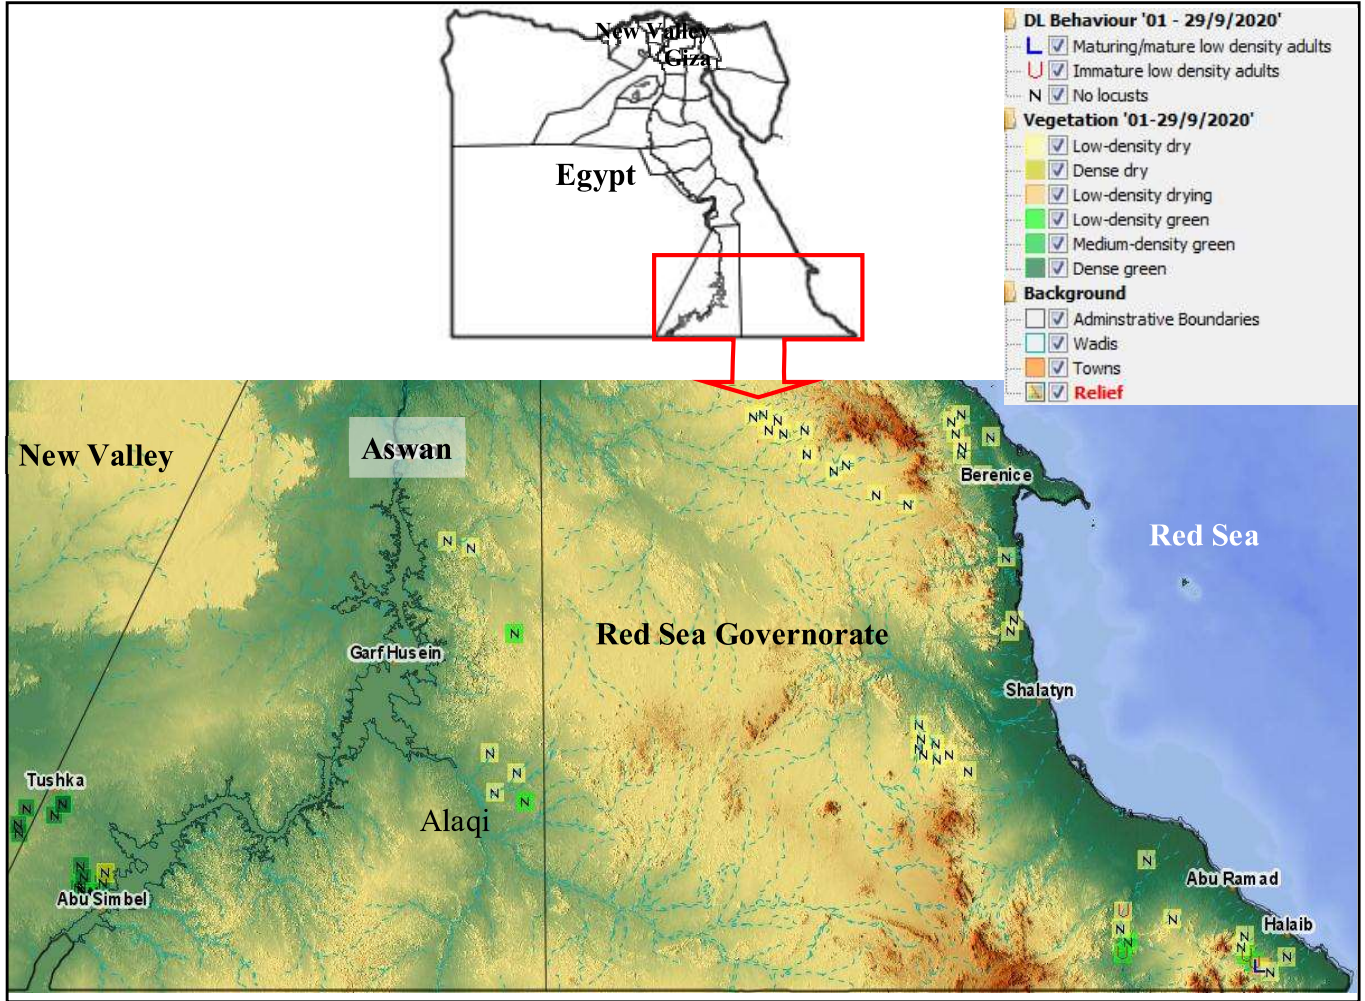 New Valley
Giza
Egypt
DL Behaviour '01 - 29/9/2020'
L Maturing/mature low density adults
U Immature low density adults
N No locusts
Vegetation '01-29/9/2020'
Low-density dry
Dense dry
Low-density drying
Low-density green
Medium-density green
Dense green
Background
Adminstrative Boundaries
Wadis
Towns
Relief
New Valley
Aswan
Berenice
Red Sea
Red Sea Governorate
Garf Husein
Shalatyn
Tushka
Alaqi
Abu Simbel
Abu Ramad
Halaib